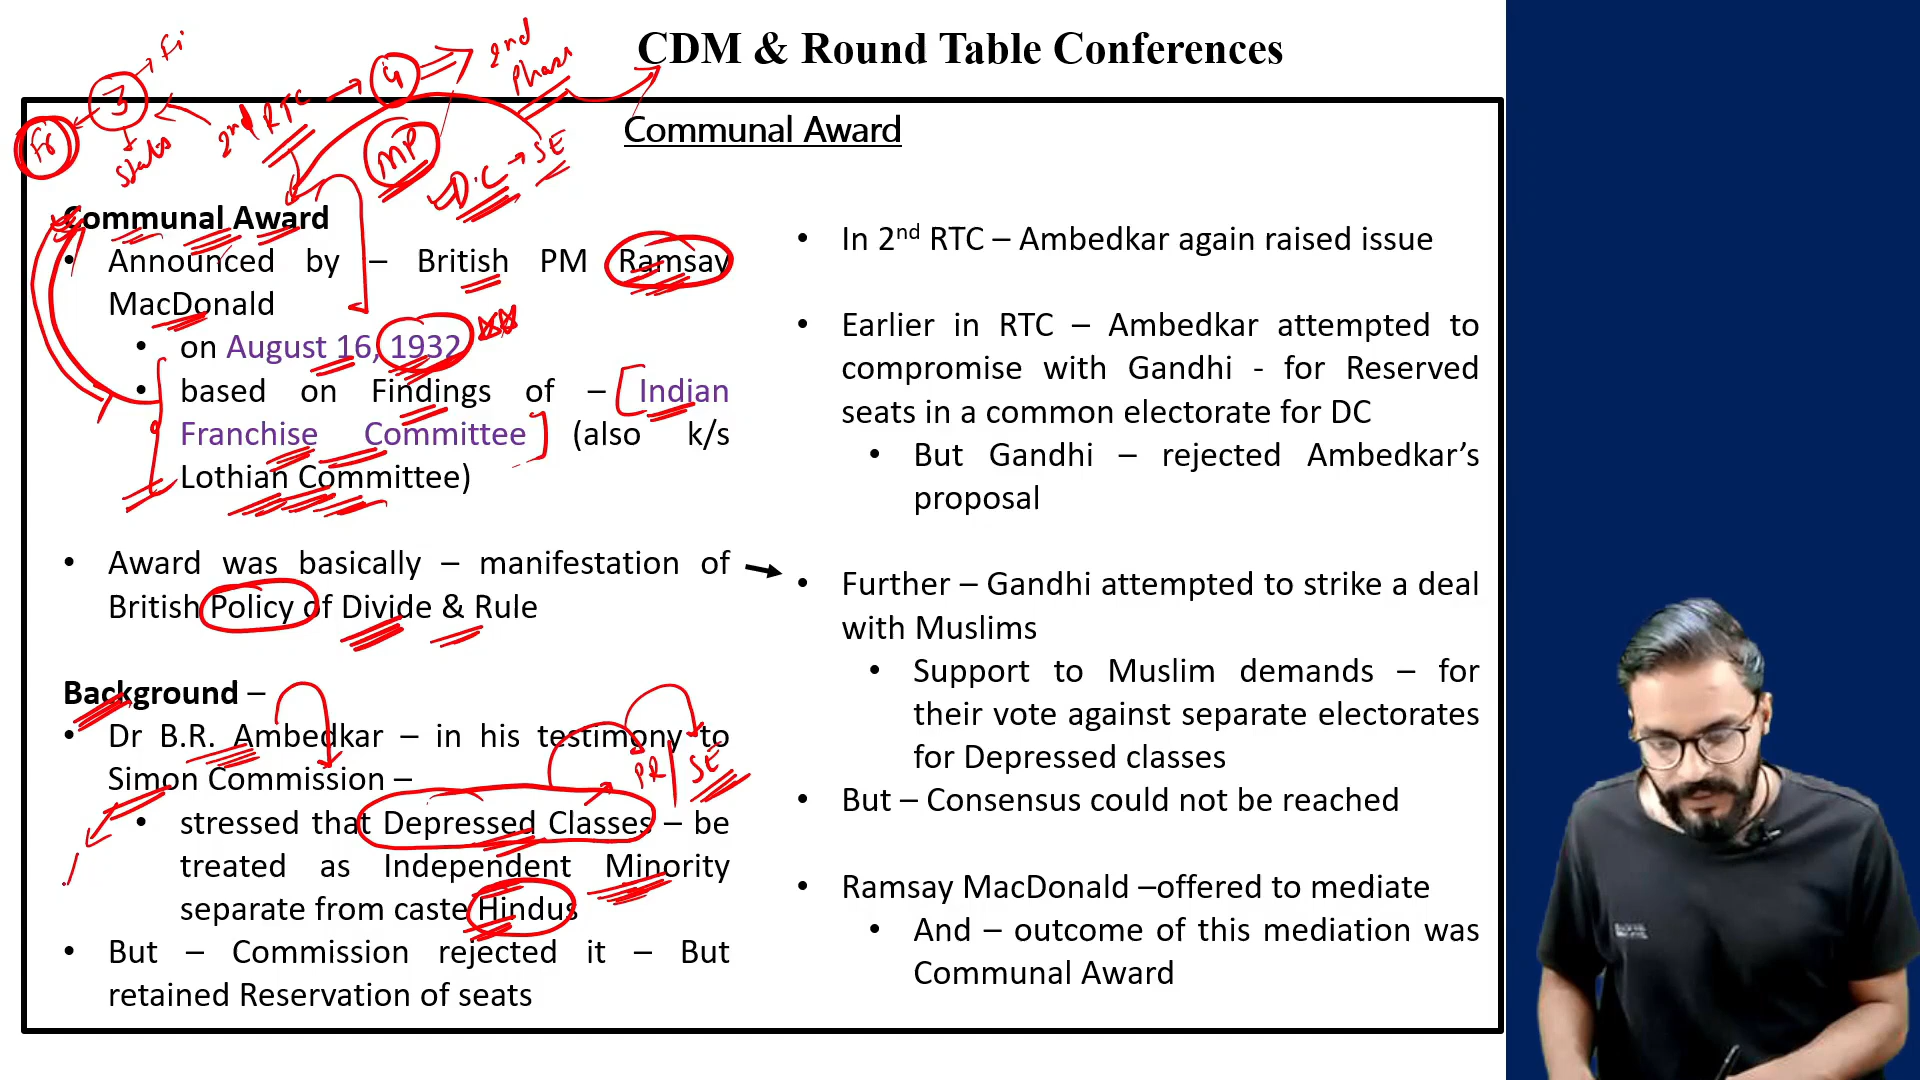 CDM & Round Table Conferences
Communal Award
Fi
3
Fr
States
2nd RTC
G
2nd
Phase
MP
D.C
SE
Communal Award
• Announced by – British PM Ramsay
MacDonald
• on August 16, 1932
• based on Findings of – Indian
Franchise Committee (also k/s
Lothian Committee)
• Award was basically – manifestation of
British Policy of Divide & Rule
Background –
• Dr B.R. Ambedkar – in his testimony to
Simon Commission –
PR
SE
• stressed that Depressed Classes – be
treated as Independent Minority
separate from caste Hindus
• But – Commission rejected it – But
retained Reservation of seats
• In 2nd RTC – Ambedkar again raised issue
• Earlier in RTC – Ambedkar attempted to
compromise with Gandhi - for Reserved
seats in a common electorate for DC
• But Gandhi – rejected Ambedkar’s
proposal
• Further – Gandhi attempted to strike a deal
with Muslims
• Support to Muslim demands – for
their vote against separate electorates
for Depressed classes
• But – Consensus could not be reached
• Ramsay MacDonald –offered to mediate
• And – outcome of this mediation was
Communal Award